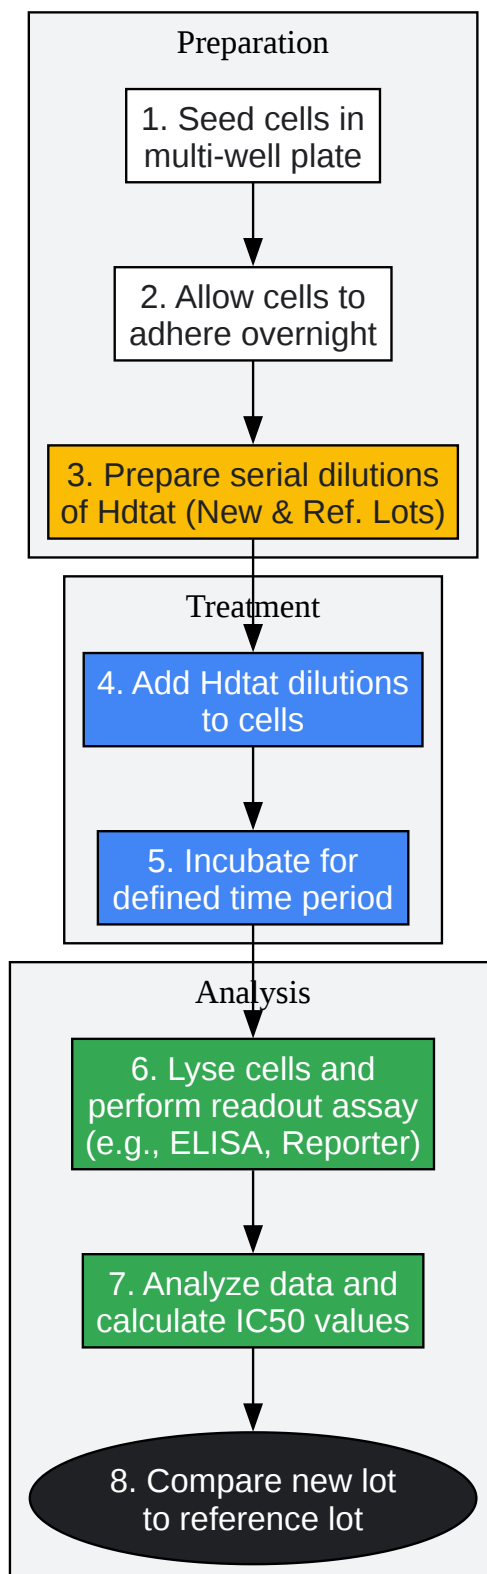 Preparation
1. Seed cells in
multi-well plate
2. Allow cells to
adhere overnight
3. Prepare serial dilutions
of Hdtat (New & Ref. Lots)
Treatment
4. Add Hdtat dilutions
to cells
5. Incubate for
defined time period
Analysis
6. Lyse cells and
perform readout assay
(e.g., ELISA, Reporter)
7. Analyze data and
calculate IC50 values
8. Compare new lot
to reference lot